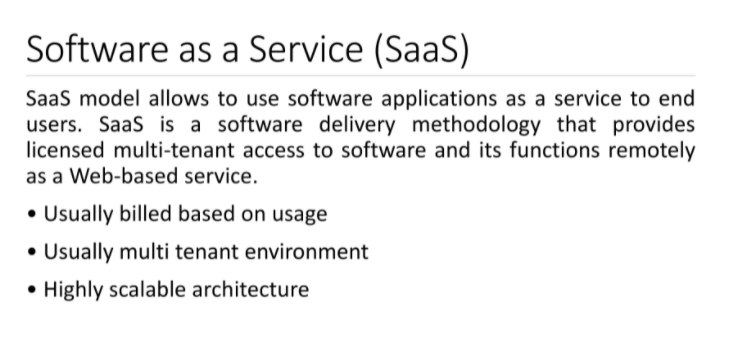 Software as a Service (SaaS)
SaaS model allows to use software applications as a service to end
users. SaaS is a software delivery methodology that provides
licensed multi-tenant access to software and its functions remotely
as a Web-based service.
• Usually billed based on usage
• Usually multi tenant environment
• Highly scalable architecture